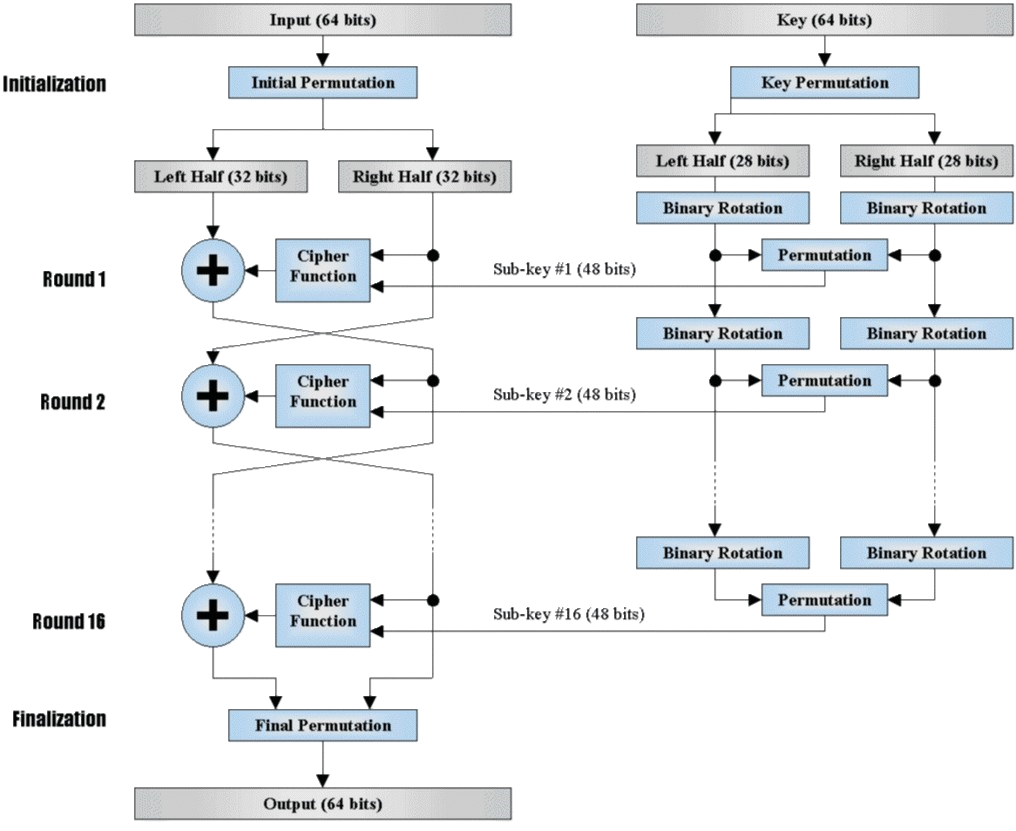 Input (64 bits)
Key (64 bits)
Initialization
Initial Permutation
Key Permutation
Left Half (32 bits)
Right Half (32 bits)
Left Half (28 bits)
Right Half (28 bits)
Binary Rotation
Binary Rotation
Round 1
Cipher
Function
Sub-key #1 (48 bits)
Permutation
Binary Rotation
Binary Rotation
Round 2
Cipher
Function
Sub-key #2 (48 bits)
Permutation
Binary Rotation
Binary Rotation
Round 16
Cipher
Function
Sub-key #16 (48 bits)
Permutation
Finalization
Final Permutation
Output (64 bits)